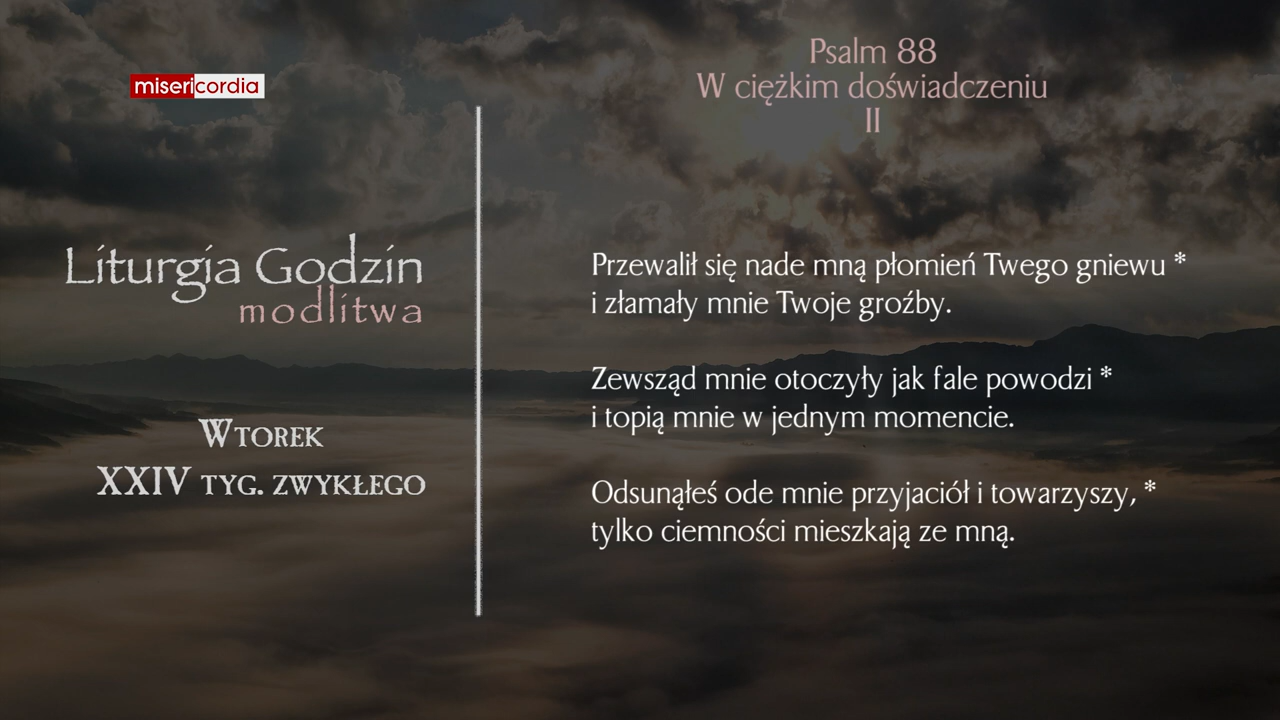 misericordia
Liturgia Godzin
modlitwa
Wtorek
XXIV tyg. zwykłego
Psalm 88
W ciężkim doświadczeniu
II
Przewalił się nade mną płomień Twego gniewu *
i złamały mnie Twoje groźby.
Zewsząd mnie otoczyły jak fale powodzi *
i topią mnie w jednym momencie.
Odsunąłeś ode mnie przyjaciół i towarzyszy, *
tylko ciemności mieszkają ze mną.